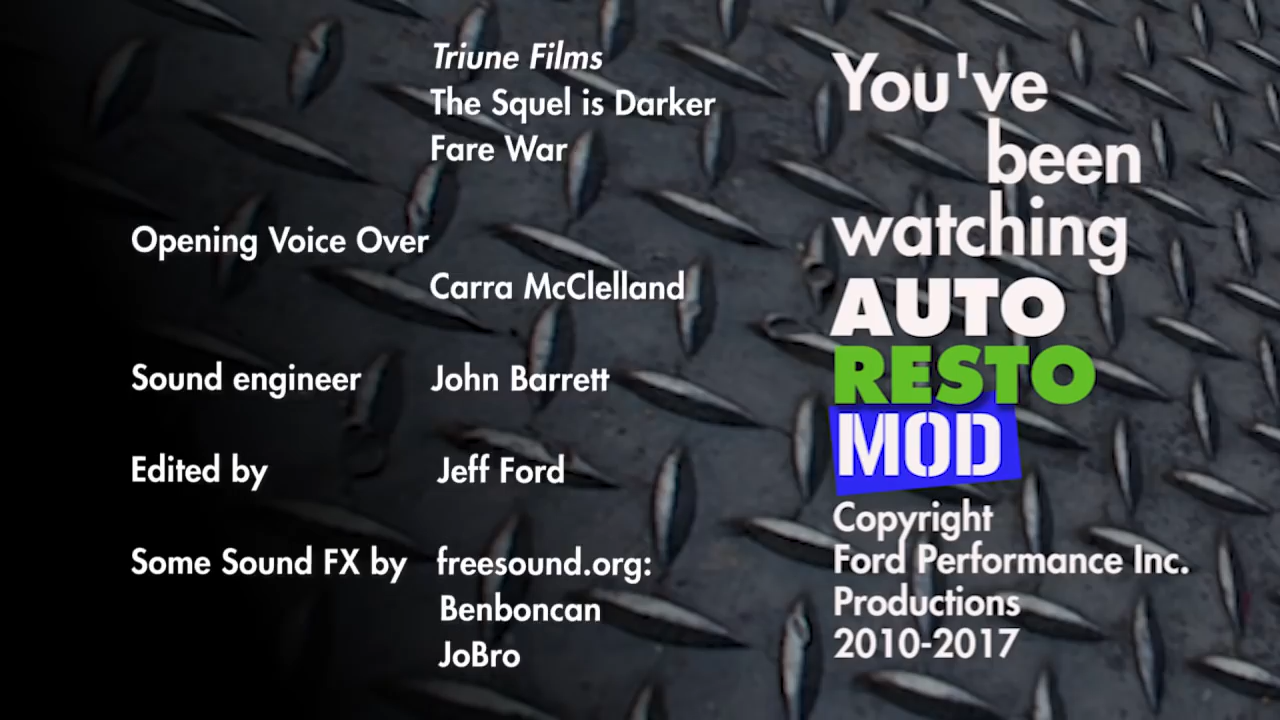 Triune Films
The Squel is Darker
Fare War
Opening Voice Over
Carra McClelland
Sound engineer John Barrett
Edited by Jeff Ford
Some Sound FX by freesound.org:
Benboncan
JoBro
You've
been
watching
AUTO
RESTO
MOD
Copyright
Ford Performance Inc.
Productions
2010-2017